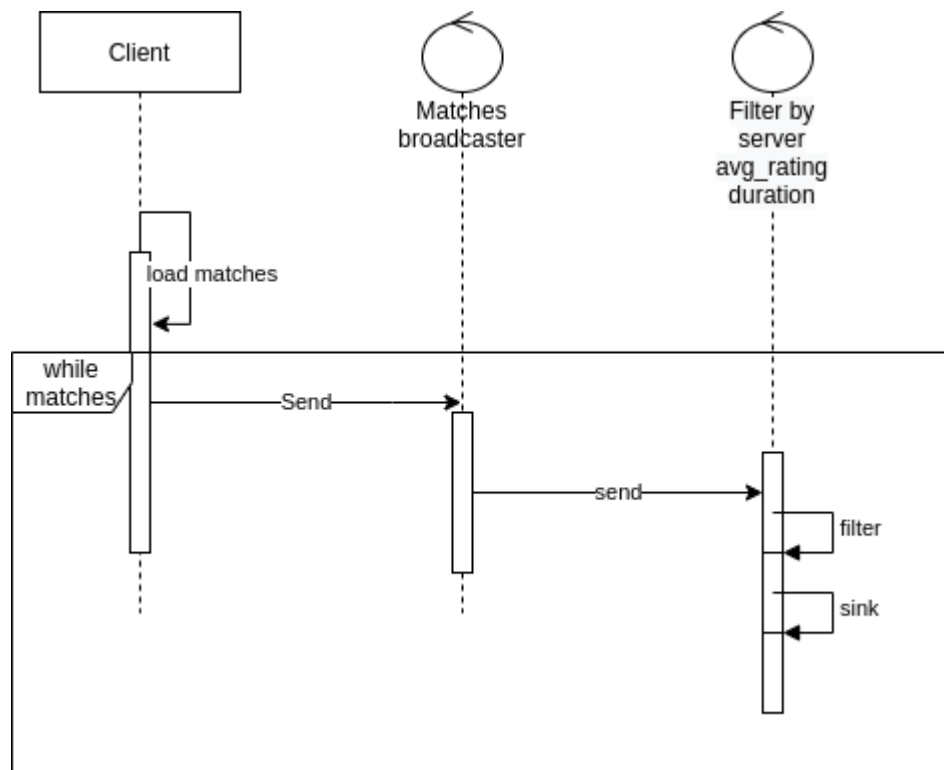 Client
Matches
broadcaster
Filter by
server
avg_rating
duration
load matches
while
matches
Send
send
filter
sink